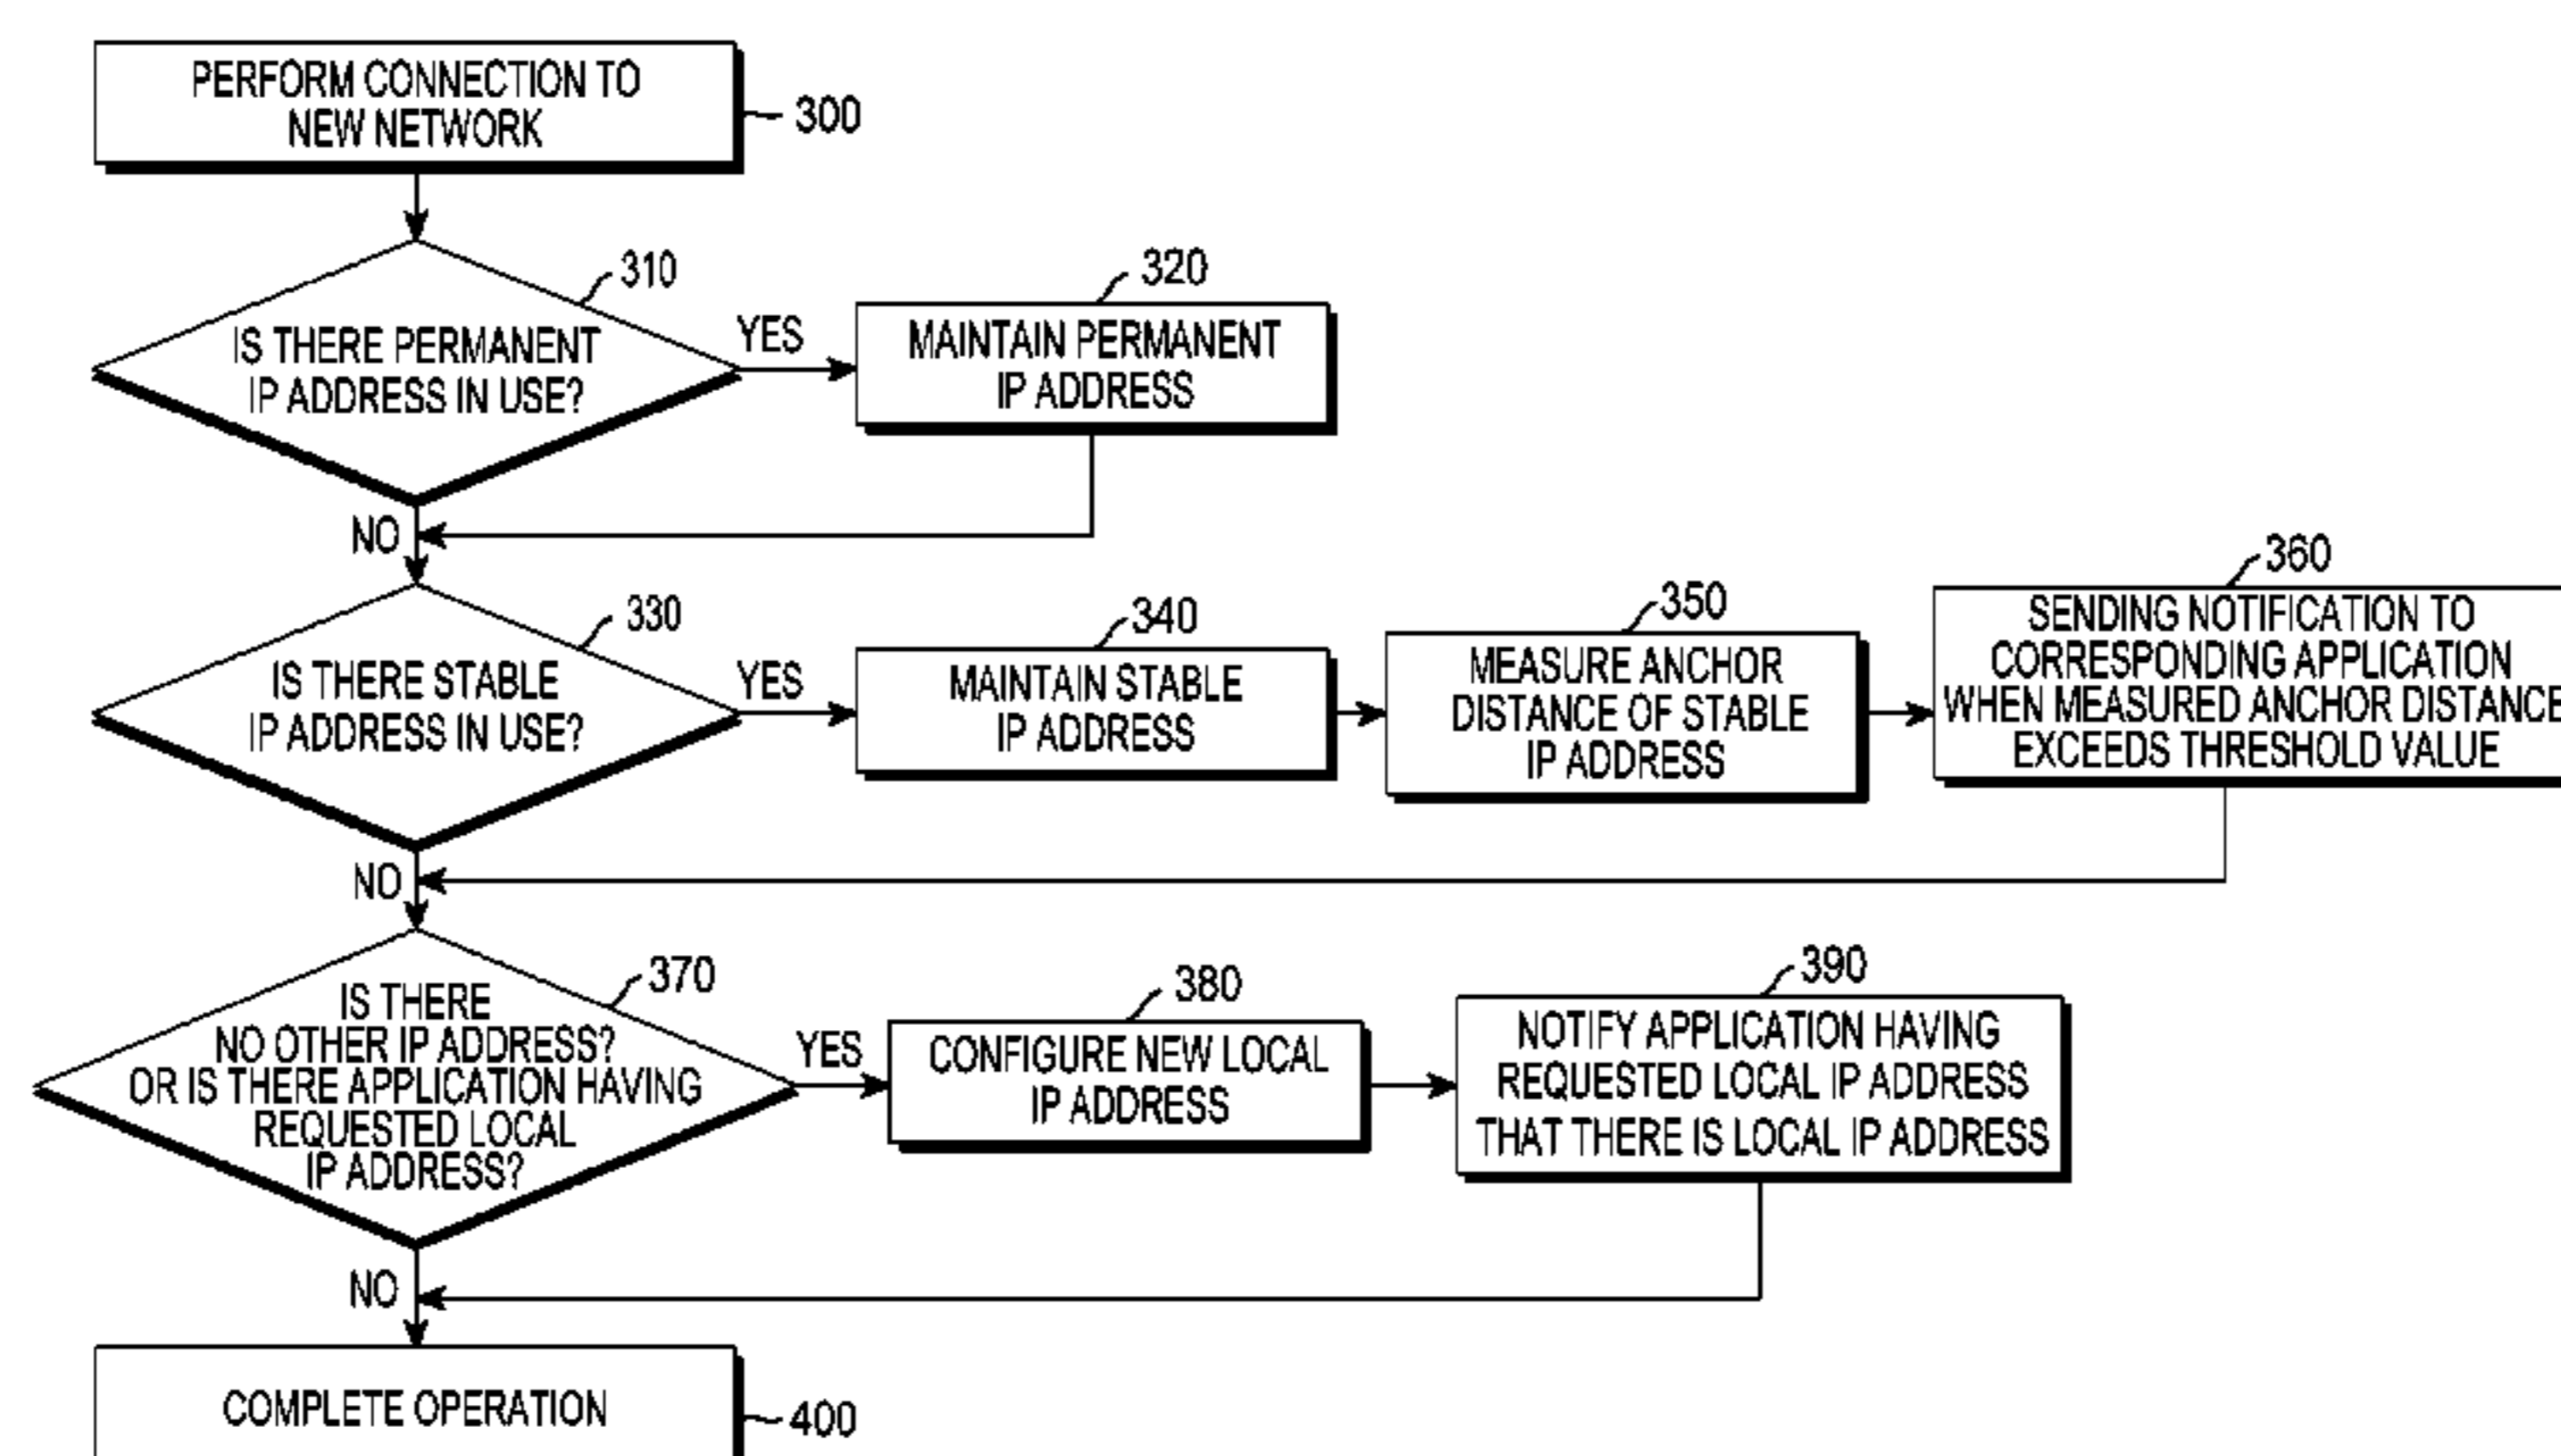 PERFORM CONNECTION TO
NEW NETWORK
300
310
IS THERE PERMANENT
IP ADDRESS IN USE?
YES
320
MAINTAIN PERMANENT
IP ADDRESS
NO
330
IS THERE STABLE
IP ADDRESS IN USE?
YES
340
MAINTAIN STABLE
IP ADDRESS
350
MEASURE ANCHOR
DISTANCE OF STABLE
IP ADDRESS
360
SENDING NOTIFICATION TO
CORRESPONDING APPLICATION
WHEN MEASURED ANCHOR DISTANCE
EXCEEDS THRESHOLD VALUE
NO
370
IS THERE
NO OTHER IP ADDRESS?
OR IS THERE APPLICATION HAVING
REQUESTED LOCAL
IP ADDRESS?
YES
380
CONFIGURE NEW LOCAL
IP ADDRESS
390
NOTIFY APPLICATION HAVING
REQUESTED LOCAL IP ADDRESS
THAT THERE IS LOCAL IP ADDRESS
NO
COMPLETE OPERATION
400